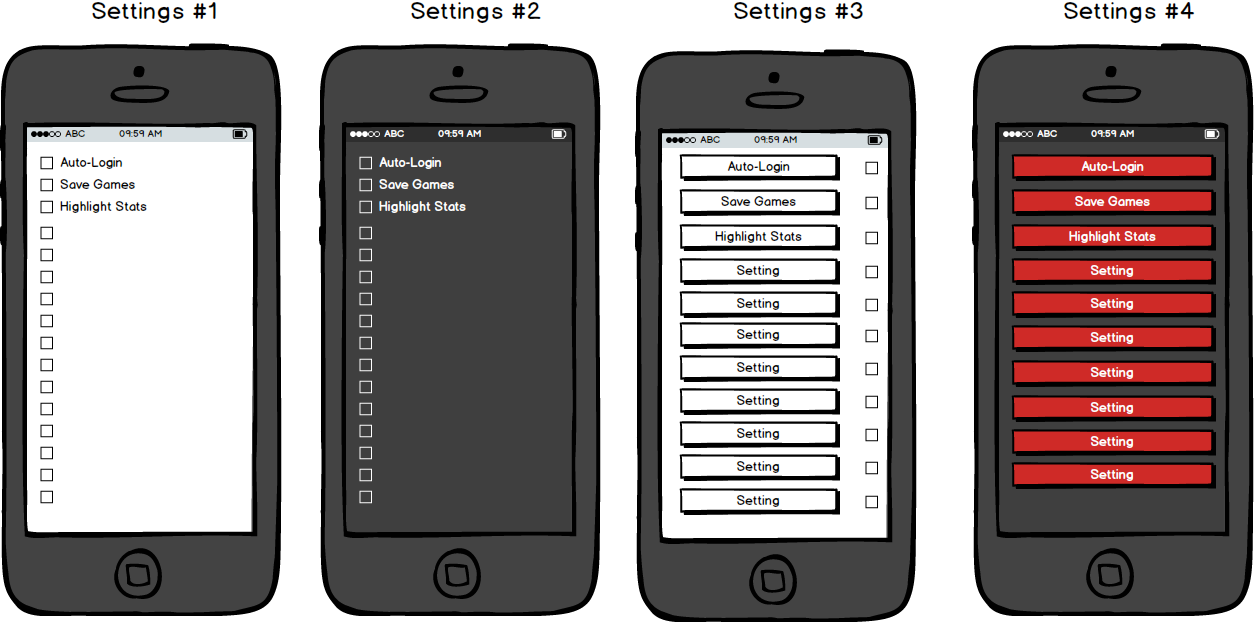 Settings #1
ABC 09:59 AM
Auto-Login
Save Games
Highlight Stats
Settings #2
ABC 09:59 AM
Auto-Login
Save Games
Highlight Stats
Settings #3
ABC 09:59 AM
Auto-Login
Save Games
Highlight Stats
Setting
Setting
Setting
Setting
Setting
Setting
Setting
Setting
Settings #4
ABC 09:59 AM
Auto-Login
Save Games
Highlight Stats
Setting
Setting
Setting
Setting
Setting
Setting
Setting